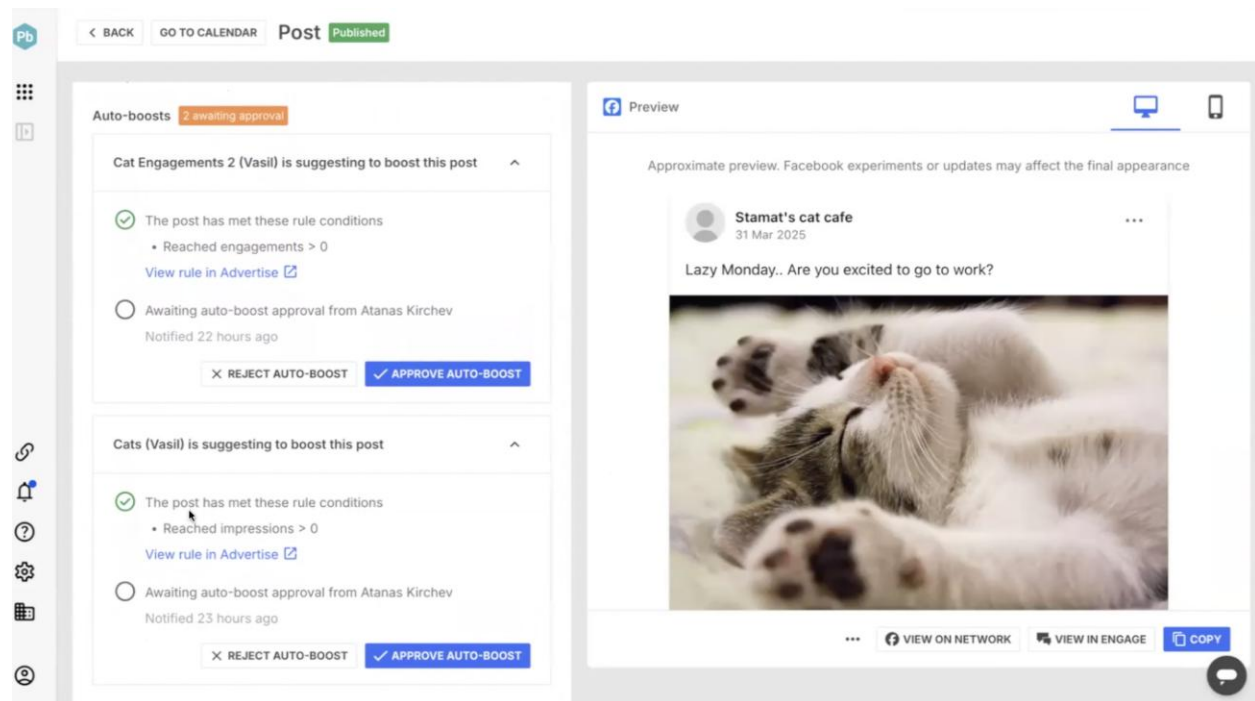 Pb
BACK
GO TO CALENDAR
Post
Published
Auto-boosts
2 awaiting approval
Cat Engagements 2 (Vasil) is suggesting to boost this post
The post has met these rule conditions
• Reached engagements > 0
View rule in Advertise
Awaiting auto-boost approval from Atanas Kirchev
Notified 22 hours ago
REJECT AUTO-BOOST
APPROVE AUTO-BOOST
Cats (Vasil) is suggesting to boost this post
The post has met these rule conditions
• Reached impressions > 0
View rule in Advertise
Awaiting auto-boost approval from Atanas Kirchev
Notified 23 hours ago
REJECT AUTO-BOOST
APPROVE AUTO-BOOST
Preview
Approximate preview. Facebook experiments or updates may affect the final appearance
Stamat's cat cafe
31 Mar 2025
Lazy Monday.. Are you excited to go to work?
VIEW ON NETWORK
VIEW IN ENGAGE
COPY